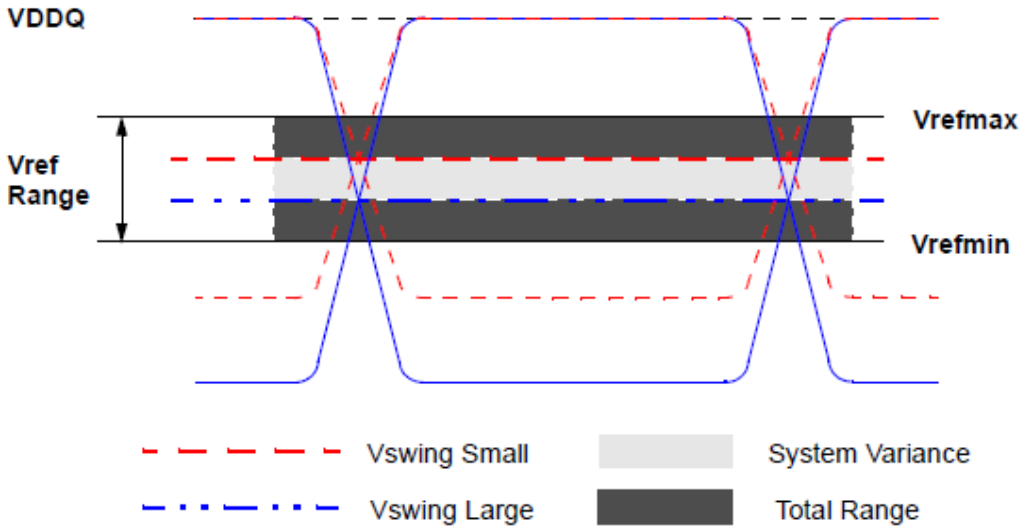 VDDQ
Vrefmax
Vref
Range
Vrefmin
Vswing Small
System Variance
Vswing Large
Total Range